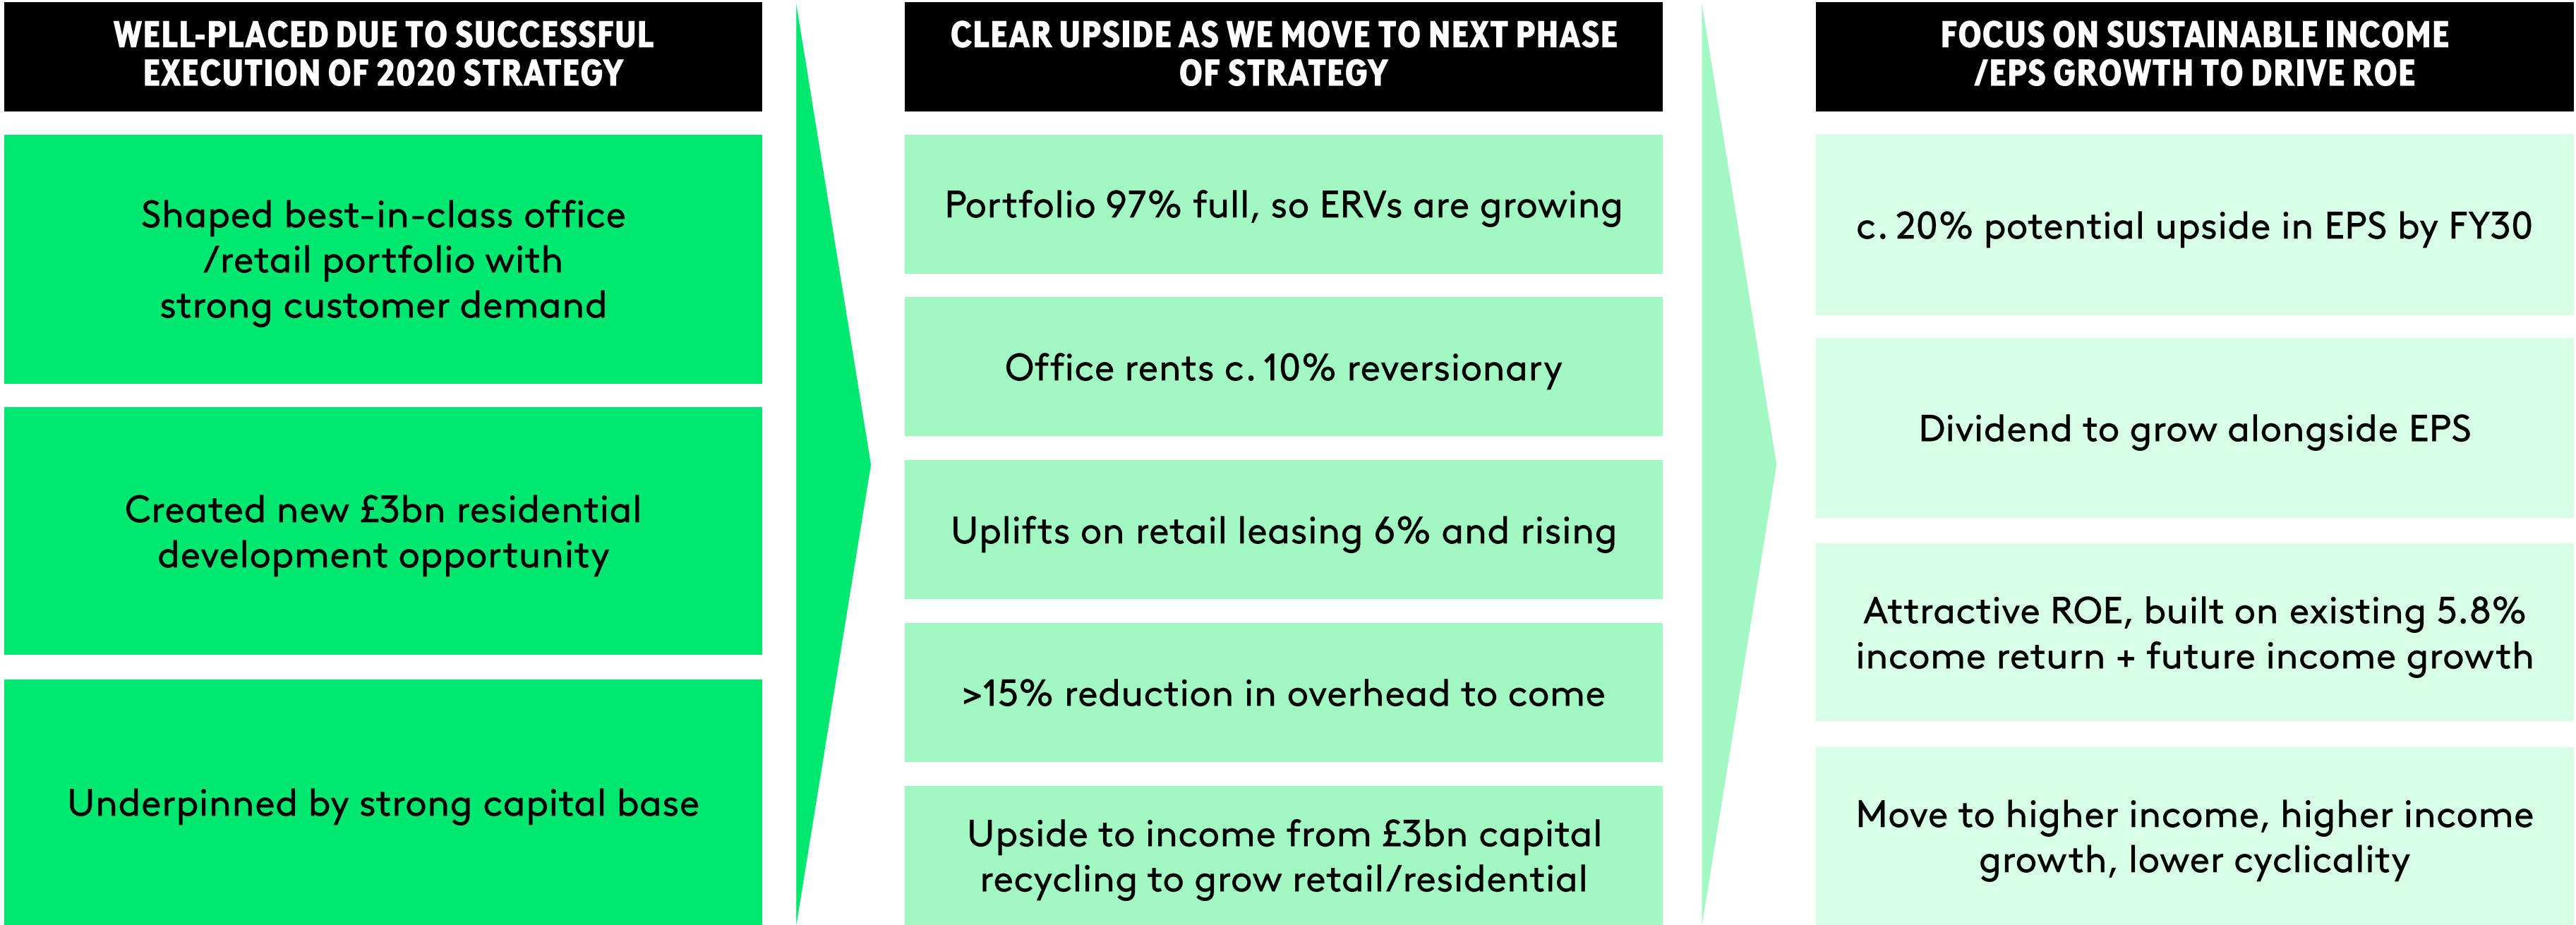 WELL-PLACED DUE TO SUCCESSFUL
EXECUTION OF 2020 STRATEGY
Shaped best-in-class office
/retail portfolio with
strong customer demand
Created new £3bn residential
development opportunity
Underpinned by strong capital base
CLEAR UPSIDE AS WE MOVE TO NEXT PHASE
OF STRATEGY
Portfolio 97% full, so ERVs are growing
Office rents c. 10% reversionary
Uplifts on retail leasing 6% and rising
>15% reduction in overhead to come
Upside to income from £3bn capital
recycling to grow retail/residential
FOCUS ON SUSTAINABLE INCOME
/EPS GROWTH TO DRIVE ROE
c. 20% potential upside in EPS by FY30
Dividend to grow alongside EPS
Attractive ROE, built on existing 5.8%
income return + future income growth
Move to higher income, higher income
growth, lower cyclicality